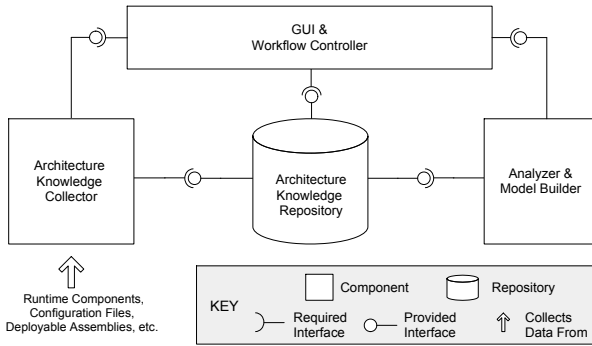 GUI &
Workflow Controller
Architecture
Knowledge
Collector
Architecture
Knowledge
Repository
Analyzer &
Model Builder
Runtime Components,
Configuration Files,
Deployable Assemblies, etc.
KEY
Component
Repository
Required
Interface
Provided
Interface
Collects
Data From